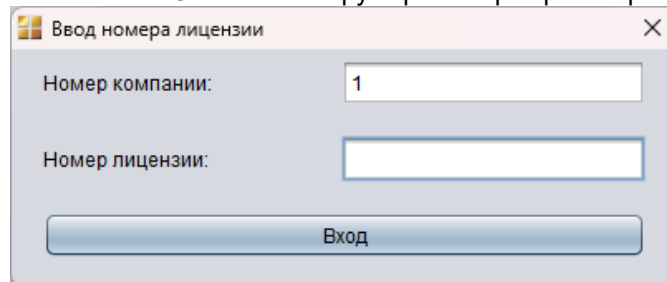 Ввод номера лицензии
Номер компании: 1
Номер лицензии:
Вход